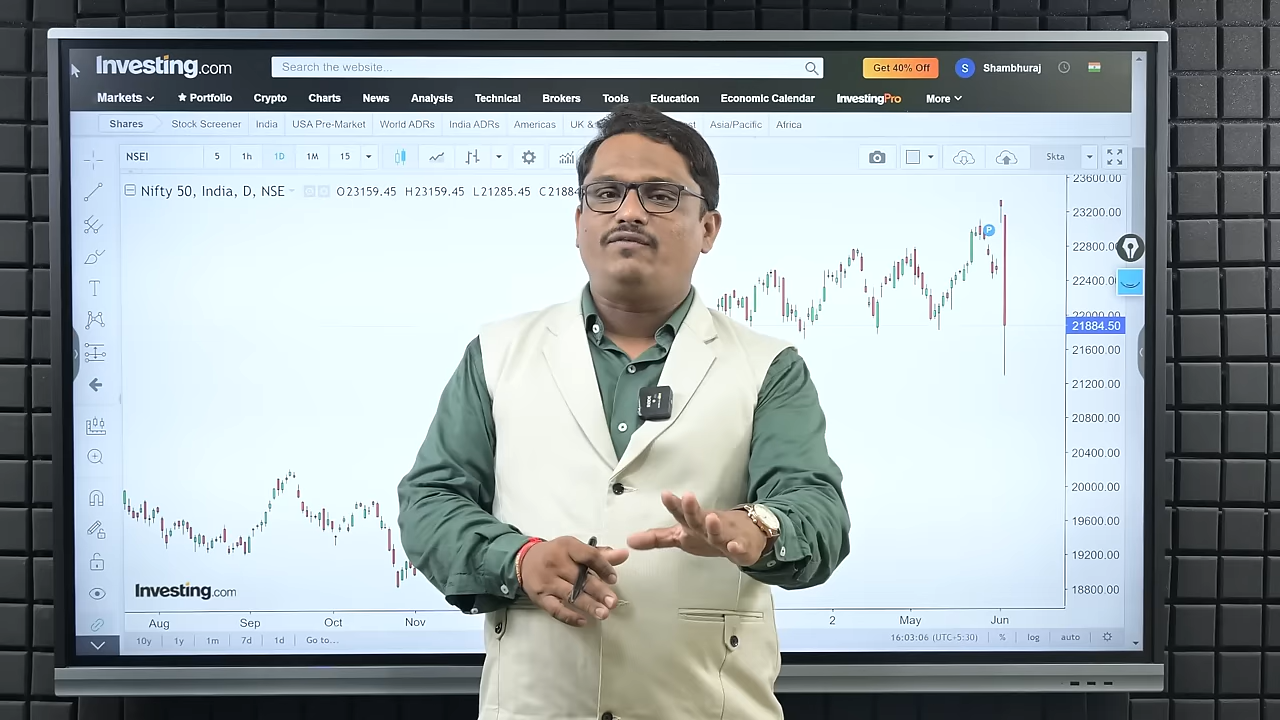 Investing.com
Search the website...
Get 40% Off
S
Shambhuraj
Markets
Portfolio
Crypto
Charts
News
Analysis
Technical
Brokers
Tools
Education
Economic Calendar
InvestingPro
More
Shares
Stock Screener
India
USA Pre-Market
World ADRs
India ADRs
Americas
UK &
Asia/Pacific
Africa
NSEI
5
1h
1D
1M
15
Skta
Nifty 50, India, D, NSE
O23159.45 H23159.45 L21285.45 C2188
P
23600.00
23200.00
22800.0
22400.0
22000.00
21884.50
21600.00
21200.00
20800.00
20400.00
20000.00
19600.00
19200.00
18800.00
Investing.com
Aug
Sep
Oct
Nov
2
May
Jun
10y
1y
1m
7d
1d
Go to...
16:03:06 (UTC+5:30)
%
log
auto